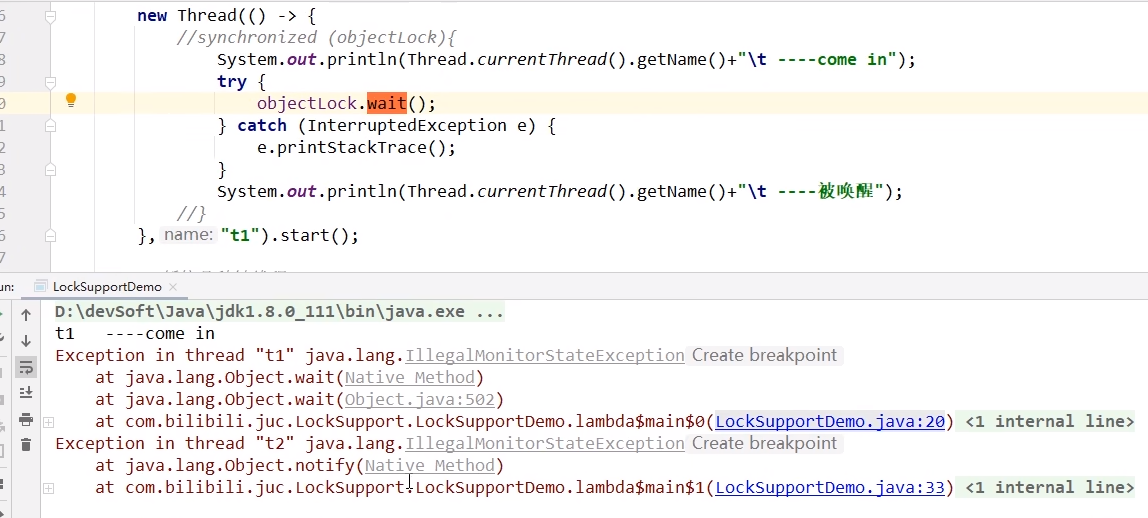 6 new Thread(() -> {
7 //synchronized (objectLock){
8 System.out.println(Thread.currentThread().getName()+"\t ----come in");
9 try {
0 objectLock.wait();
1 } catch (InterruptedException e) {
2 e.printStackTrace();
3 }
4 System.out.println(Thread.currentThread().getName()+"\t ----被唤醒");
5 //}
6 }, name: "t1").start();
7
un: LockSupportDemo ×
D:\devSoft\Java\jdk1.8.0_111\bin\java.exe ...
t1 ----come in
Exception in thread "t1" java.lang.IllegalMonitorStateException Create breakpoint
at java.lang.Object.wait(Native Method)
at java.lang.Object.wait(Object.java:502)
at com.bilibili.juc.LockSupport.LockSupportDemo.lambda$main$0(LockSupportDemo.java:20) <1 internal line>
Exception in thread "t2" java.lang.IllegalMonitorStateException Create breakpoint
at java.lang.Object.notify(Native Method)
at com.bilibili.juc.LockSupport.LockSupportDemo.lambda$main$1(LockSupportDemo.java:33) <1 internal line>